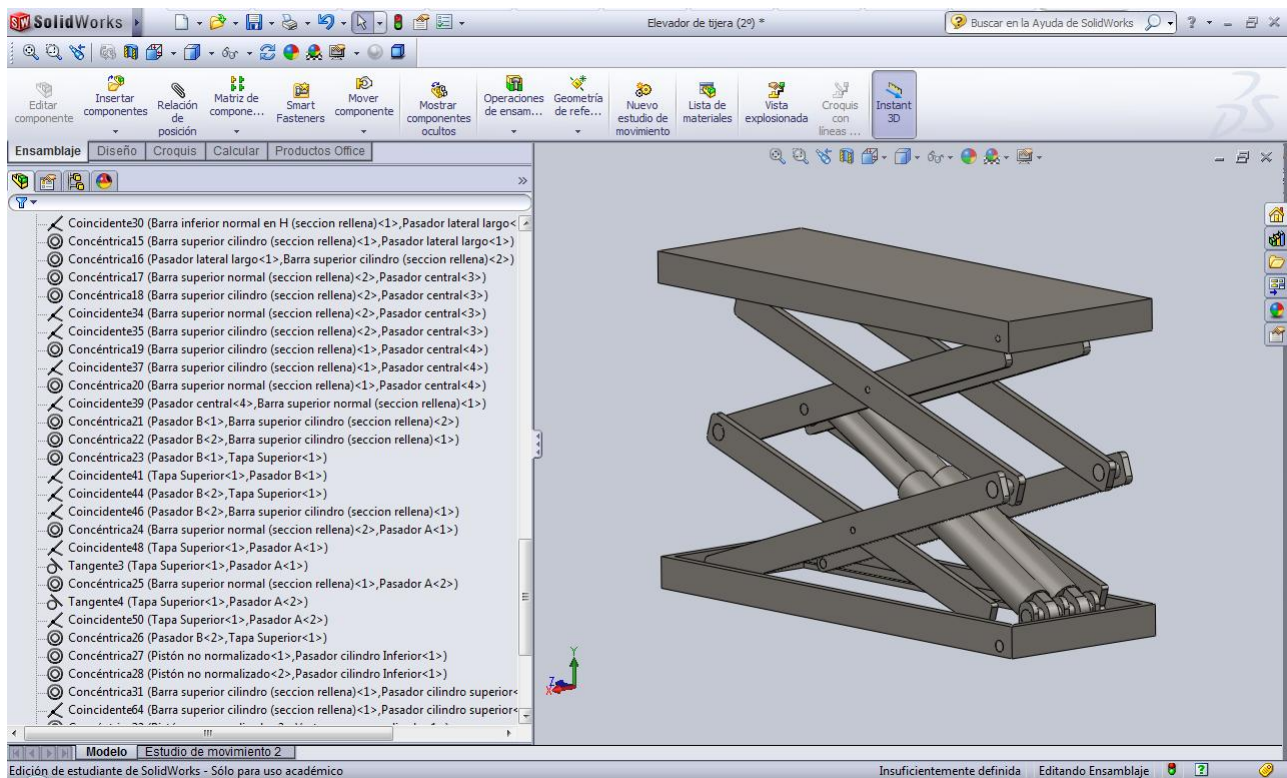 SolidWorks
Elevador de tijera (2º) *
Buscar en la Ayuda de SolidWorks
Editar componente
Insertar componentes
Relación de posición
Matriz de compone...
Smart Fasteners
Mover componente
Mostrar componentes ocultos
Operaciones de ensam...
Geometría de refe...
Nuevo estudio de movimiento
Lista de materiales
Vista explosionada
Croquis con líneas ...
Instant 3D
Ensamblaje Diseño Croquis Calcular Productos Office
Coincidente30 (Barra inferior normal en H (seccion rellena)<1>,Pasador lateral largo<
Concéntrica15 (Barra superior cilindro (seccion rellena)<1>,Pasador lateral largo<1>)
Concéntrica16 (Pasador lateral largo<1>,Barra superior cilindro (seccion rellena)<2>)
Concéntrica17 (Barra superior normal (seccion rellena)<2>,Pasador central<3>)
Concéntrica18 (Barra superior cilindro (seccion rellena)<2>,Pasador central<3>)
Coincidente34 (Barra superior normal (seccion rellena)<2>,Pasador central<3>)
Coincidente35 (Barra superior cilindro (seccion rellena)<2>,Pasador central<3>)
Concéntrica19 (Barra superior cilindro (seccion rellena)<1>,Pasador central<4>)
Coincidente37 (Barra superior cilindro (seccion rellena)<1>,Pasador central<4>)
Concéntrica20 (Barra superior normal (seccion rellena)<1>,Pasador central<4>)
Coincidente39 (Pasador central<4>,Barra superior normal (seccion rellena)<1>)
Concéntrica21 (Pasador B<1>,Barra superior cilindro (seccion rellena)<2>)
Concéntrica22 (Pasador B<2>,Barra superior cilindro (seccion rellena)<1>)
Concéntrica23 (Pasador B<1>,Tapa Superior<1>)
Coincidente41 (Tapa Superior<1>,Pasador B<1>)
Coincidente44 (Pasador B<2>,Tapa Superior<1>)
Coincidente46 (Pasador B<2>,Barra superior cilindro (seccion rellena)<1>)
Concéntrica24 (Barra superior normal (seccion rellena)<2>,Pasador A<1>)
Coincidente48 (Tapa Superior<1>,Pasador A<1>)
Tangente3 (Tapa Superior<1>,Pasador A<1>)
Concéntrica25 (Barra superior normal (seccion rellena)<1>,Pasador A<2>)
Tangente4 (Tapa Superior<1>,Pasador A<2>)
Coincidente50 (Tapa Superior<1>,Pasador A<2>)
Concéntrica26 (Pasador B<2>,Tapa Superior<1>)
Concéntrica27 (Pistón no normalizado<1>,Pasador cilindro Inferior<1>)
Concéntrica28 (Pistón no normalizado<2>,Pasador cilindro Inferior<1>)
Concéntrica31 (Barra superior cilindro (seccion rellena)<1>,Pasador cilindro superior<
Coincidente64 (Barra superior cilindro (seccion rellena)<1>,Pasador cilindro superior<
Y
Z
X
Modelo Estudio de movimiento 2
Edición de estudiante de SolidWorks - Sólo para uso académico
Insuficientemente definida Editando Ensamblaje